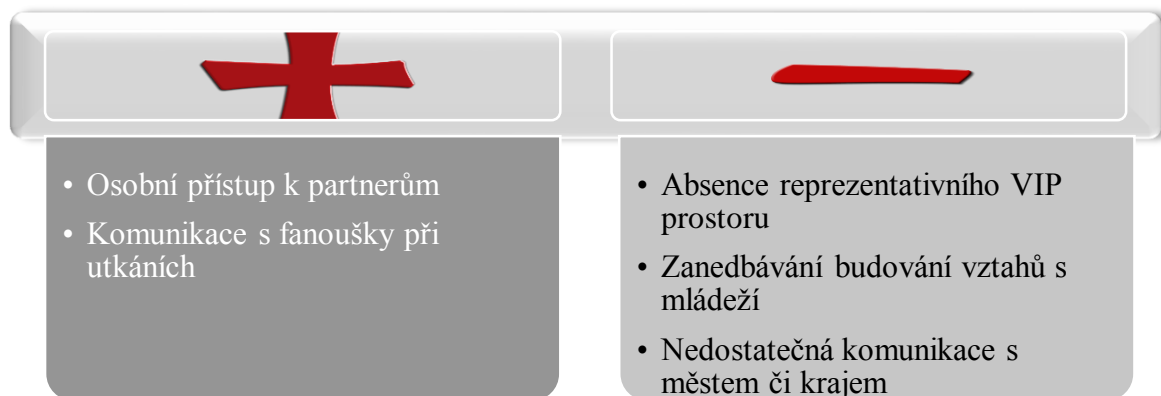 • Osobní přístup k partnerům
• Komunikace s fanoušky při
utkáních
• Absence reprezentativního VIP
prostoru
• Zanedbávání budování vztahů s
mládeží
• Nedostatečná komunikace s
městem či krajem